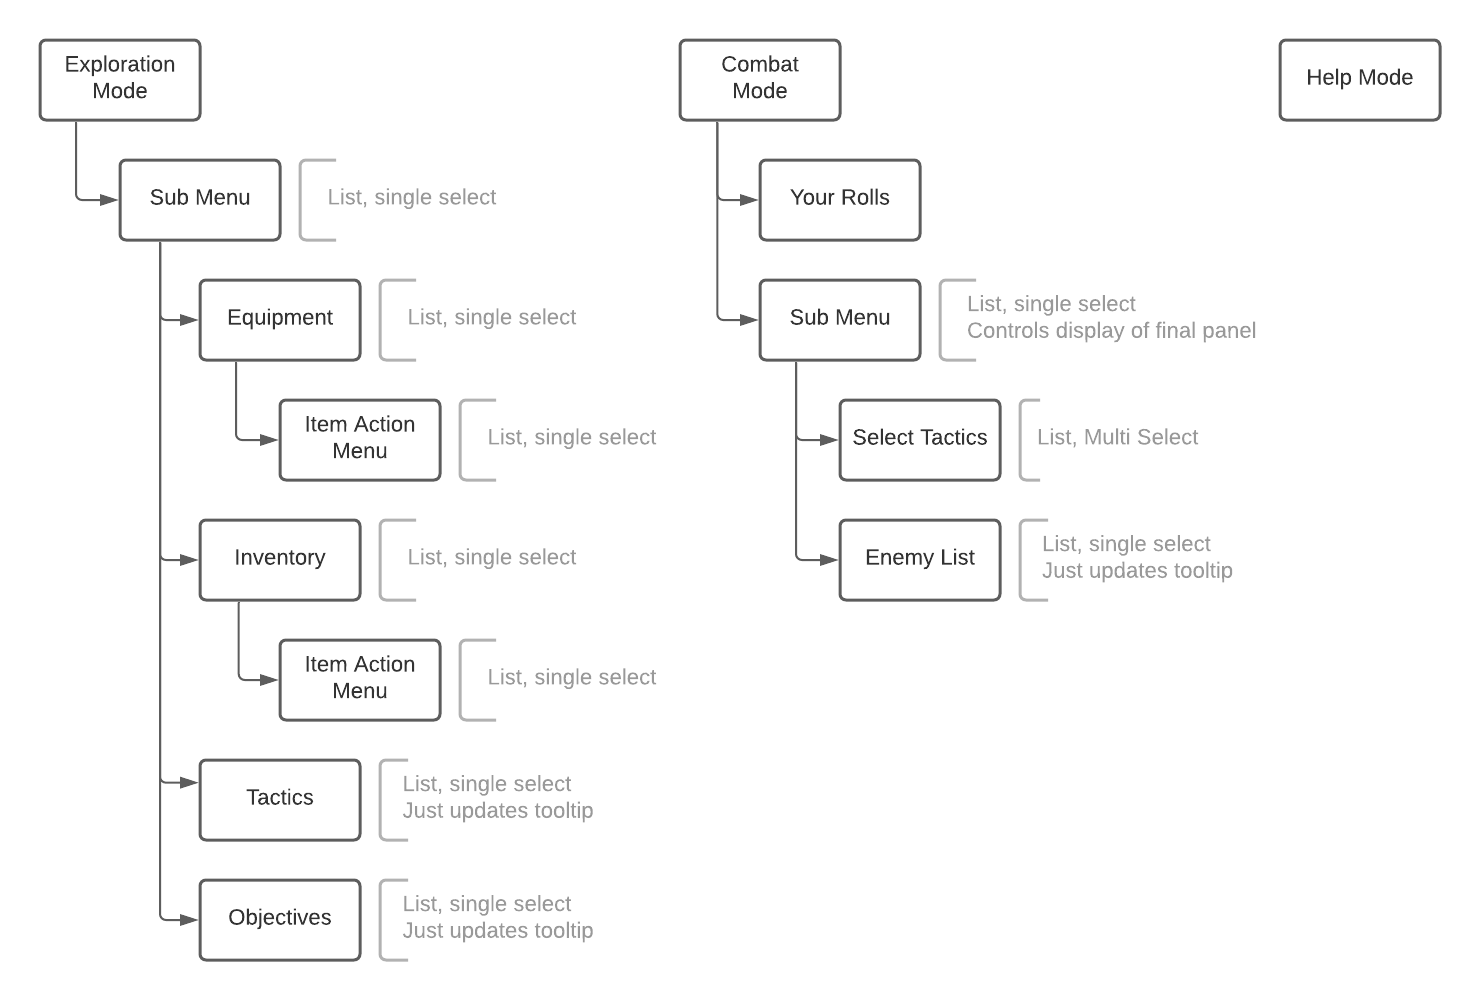 Exploration
Mode
Sub Menu
List, single select
Equipment
List, single select
Item Action
Menu
List, single select
Inventory
List, single select
Item Action
Menu
List, single select
Tactics
List, single select
Just updates tooltip
Objectives
List, single select
Just updates tooltip
Combat
Mode
Your Rolls
Sub Menu
List, single select
Controls display of final panel
Select Tactics
List, Multi Select
Enemy List
List, single select
Just updates tooltip
Help Mode